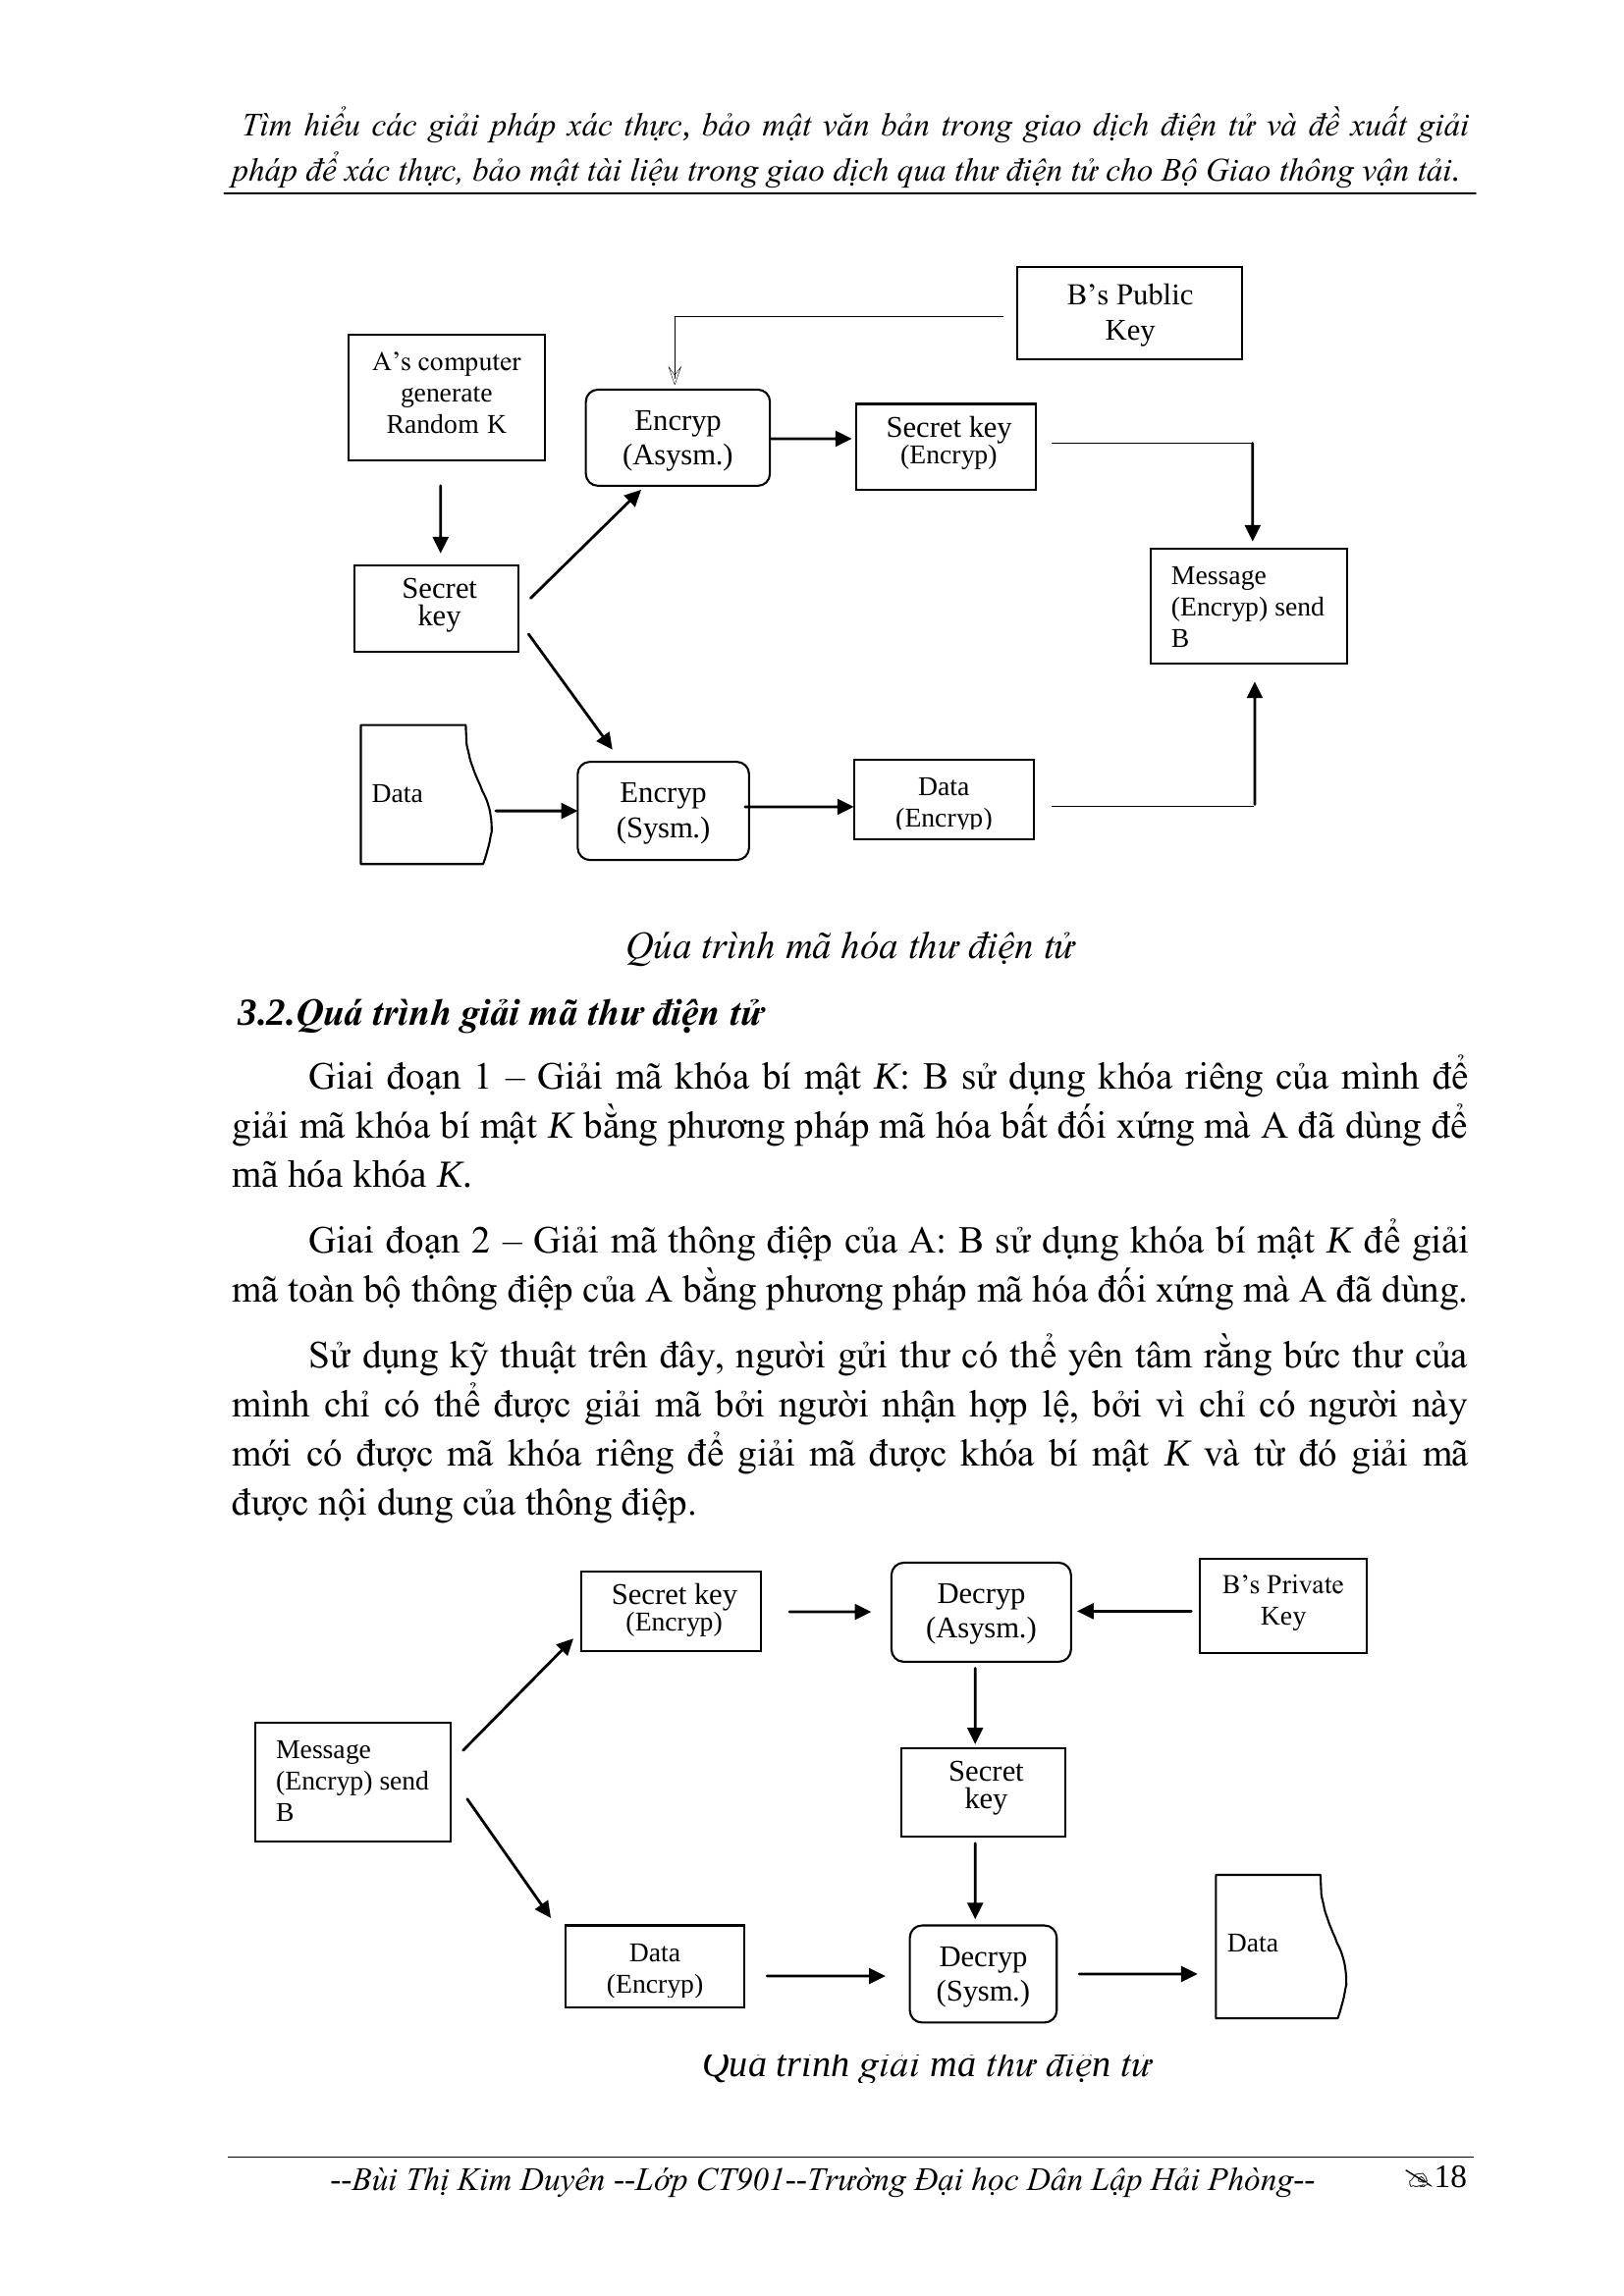 Tìm hiểu các giải pháp xác thực, bảo mật văn bản trong giao dịch điện tử và đề xuất giải
pháp để xác thực, bảo mật tài liệu trong giao dịch qua thư điện tử cho Bộ Giao thông vận tải.
B’s Public
Key
A’s computer
generate
Random K
Encryp
(Asysm.)
Secret key
(Encryp)
Secret
key
Message
(Encryp) send
B
Data
Encryp
(Sysm.)
Data
(Encryp)
Qúa trình mã hóa thư điện tử
3.2.Quá trình giải mã thư điện tử
Giai đoạn 1 – Giải mã khóa bí mật K: B sử dụng khóa riêng của mình để
giải mã khóa bí mật K bằng phương pháp mã hóa bất đối xứng mà A đã dùng để
mã hóa khóa K.
Giai đoạn 2 – Giải mã thông điệp của A: B sử dụng khóa bí mật K để giải
mã toàn bộ thông điệp của A bằng phương pháp mã hóa đối xứng mà A đã dùng.
Sử dụng kỹ thuật trên đây, người gửi thư có thể yên tâm rằng bức thư của
mình chỉ có thể được giải mã bởi người nhận hợp lệ, bởi vì chỉ có người này
mới có được mã khóa riêng để giải mã được khóa bí mật K và từ đó giải mã
được nội dung của thông điệp.
Secret key
(Encryp)
Decryp
(Asysm.)
B’s Private
Key
Message
(Encryp) send
B
Secret
key
Data
(Encryp)
Decryp
(Sysm.)
Data
Quá trình giải mã thư điện tử
--Bùi Thị Kim Duyên --Lớp CT901--Trường Đại học Dân Lập Hải Phòng-- 18